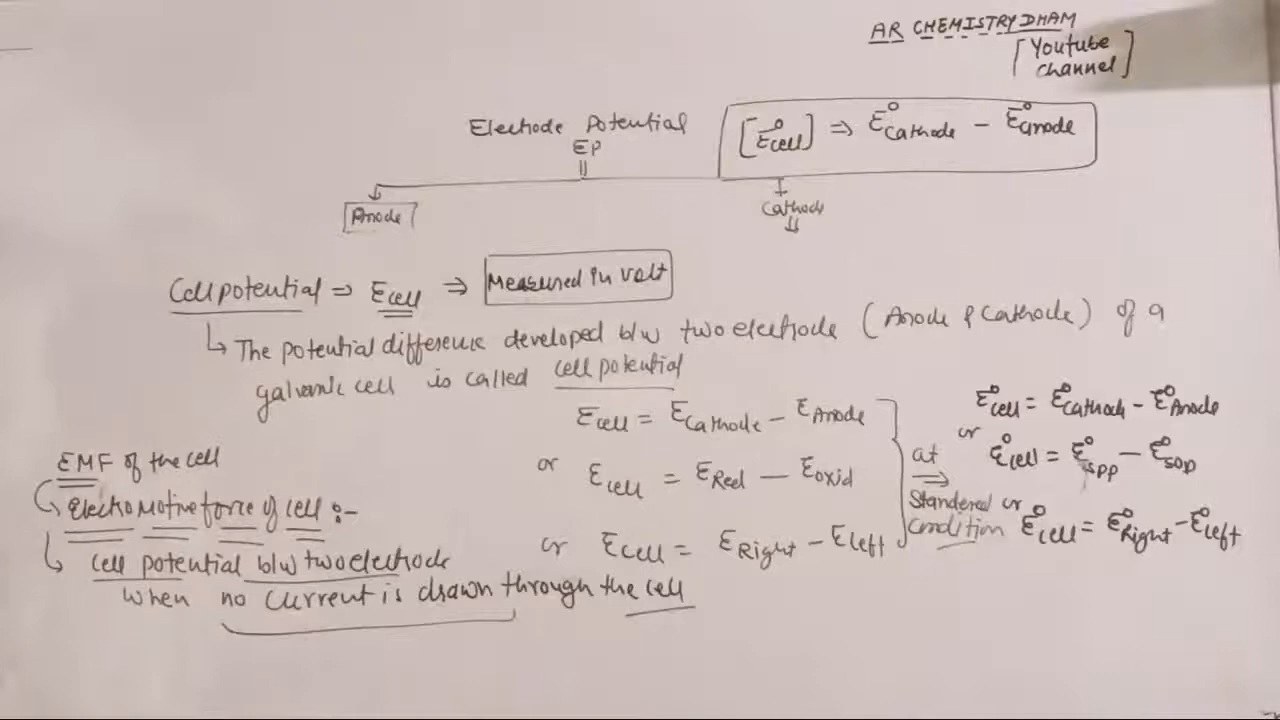 AR CHEMISTRY DHAM
[Youtube
channel]
Electrode Potential
EP
[E°cell] ⇒ E°Cathode - E°anode
Anode
Cathode
Cell potential ⇒ Ecell ⇒ Measured in volt
↳ The potential difference developed b/w two electrode (Anode & Cathode) of a
galvanic cell is called cell potential
Ecell = ECathode - EAnode
or Ecell = ERed - Eoxid
or Ecell = ERight - Eleft
at
⇒
Standered
condition
E°cell = E°Cathode - E°Anode
or E°cell = E°SRP - E°SOP
or E°cell = E°Right - E°left
EMF of the cell
Electromotive force of cell :-
↳ cell potential b/w two electrode
when no current is drawn through the cell